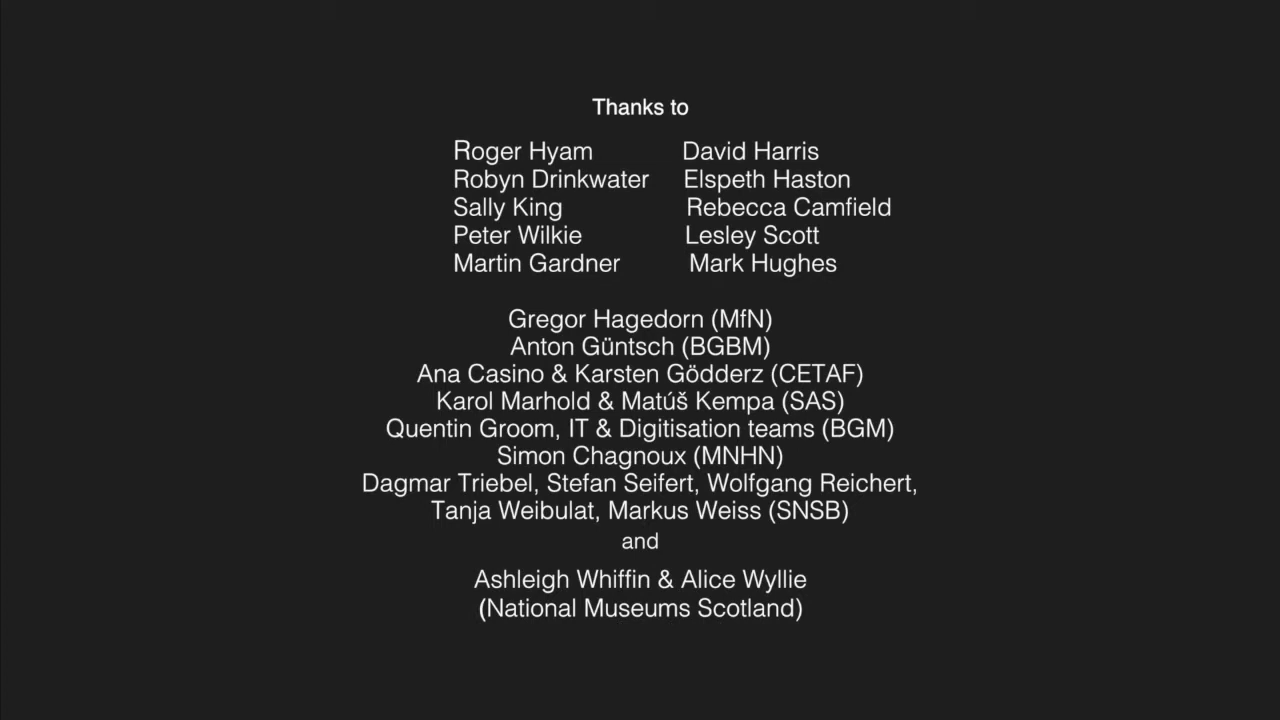 Thanks to
Roger Hyam David Harris
Robyn Drinkwater Elspeth Haston
Sally King Rebecca Camfield
Peter Wilkie Lesley Scott
Martin Gardner Mark Hughes
Gregor Hagedorn (MfN)
Anton Güntsch (BGBM)
Ana Casino & Karsten Gödderz (CETAF)
Karol Marhold & Matúš Kempa (SAS)
Quentin Groom, IT & Digitisation teams (BGM)
Simon Chagnoux (MNHN)
Dagmar Triebel, Stefan Seifert, Wolfgang Reichert,
Tanja Weibulat, Markus Weiss (SNSB)
and
Ashleigh Whiffin & Alice Wyllie
(National Museums Scotland)